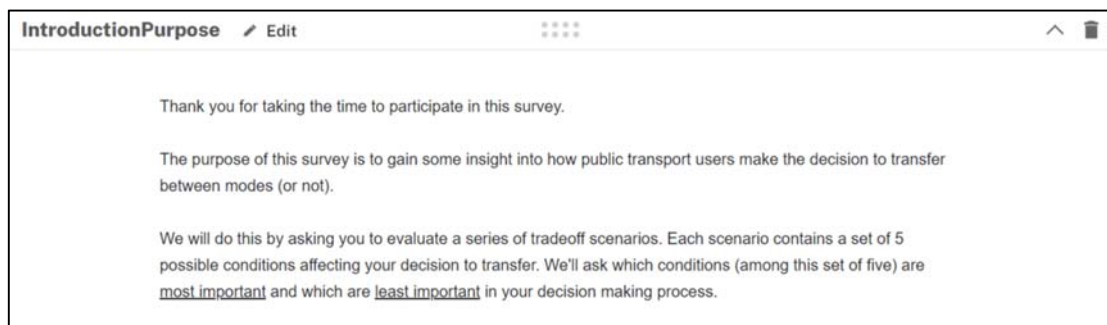 IntroductionPurpose Edit
Thank you for taking the time to participate in this survey.
The purpose of this survey is to gain some insight into how public transport users make the decision to transfer
between modes (or not).
We will do this by asking you to evaluate a series of tradeoff scenarios. Each scenario contains a set of 5
possible conditions affecting your decision to transfer. We'll ask which conditions (among this set of five) are
most important and which are least important in your decision making process.